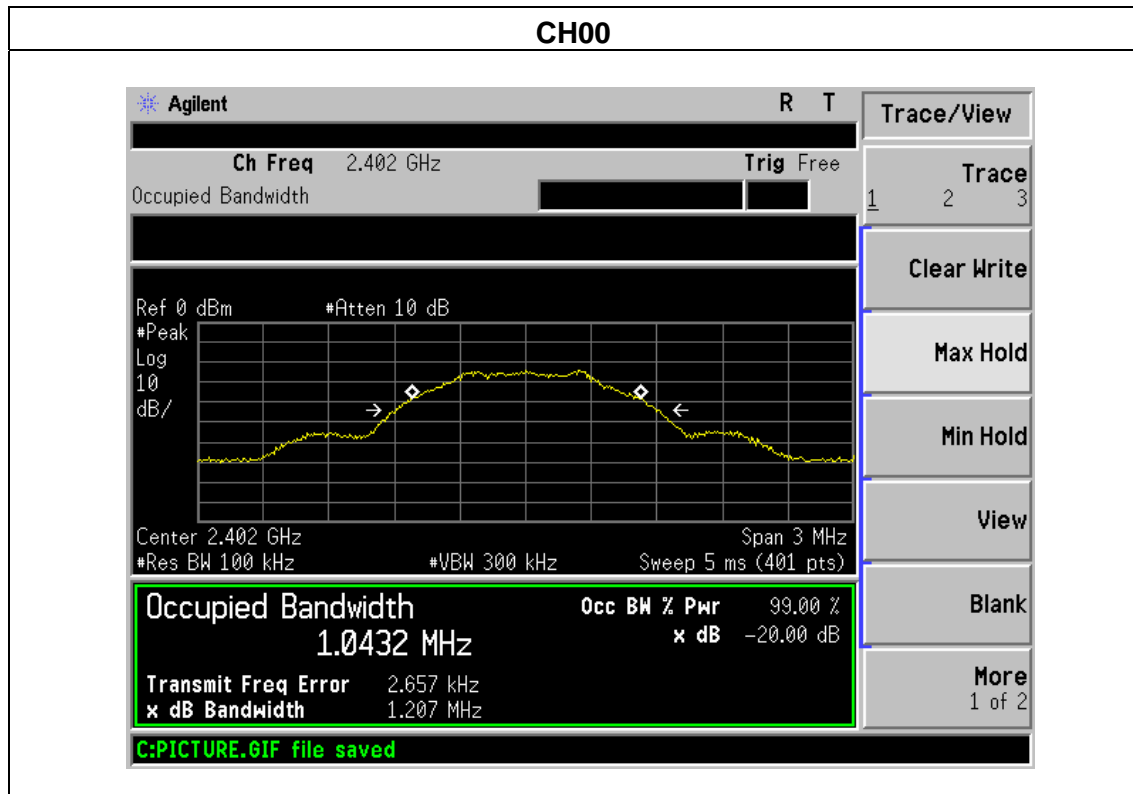 CH00
Agilent R T
Trace/View
Ch Freq 2.402 GHz Trig Free
Occupied Bandwidth
Trace
1 2 3
Clear Write
Max Hold
Min Hold
View
Blank
More
1 of 2
Ref 0 dBm #Atten 10 dB
#Peak
Log
10
dB/
Center 2.402 GHz Span 3 MHz
#Res BW 100 kHz #VBW 300 kHz Sweep 5 ms (401 pts)
Occupied Bandwidth Occ BW % Pwr 99.00 %
1.0432 MHz x dB -20.00 dB
Transmit Freq Error 2.657 kHz
x dB Bandwidth 1.207 MHz
C:PICTURE.GIF file saved